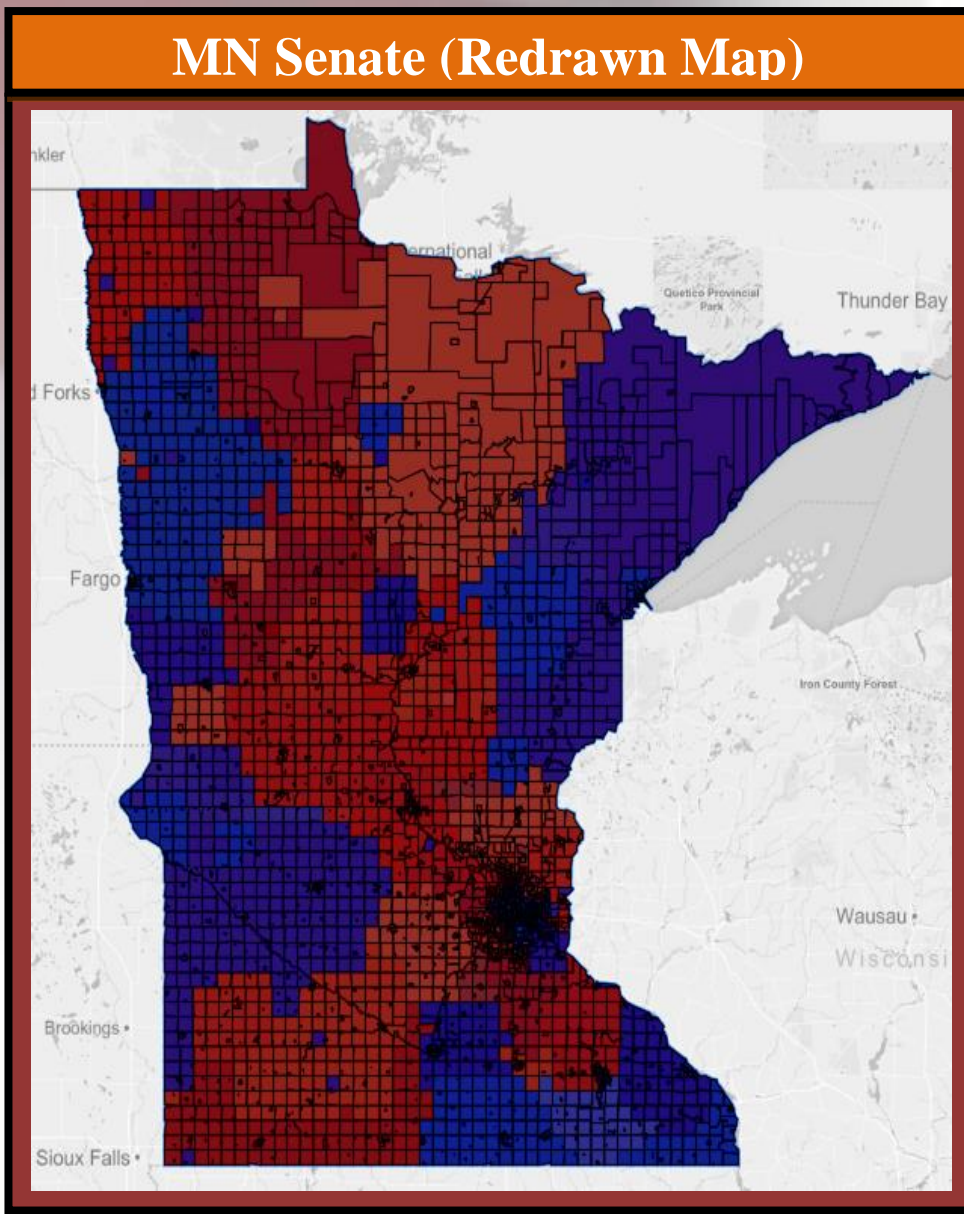 MN Senate (Redrawn Map)
nkler
ernational
Quetico Provincial
Park
Thunder Bay
d Forks
Fargo
Iron County Forest
Wausau
Wisconsi
Brookings
Sioux Falls